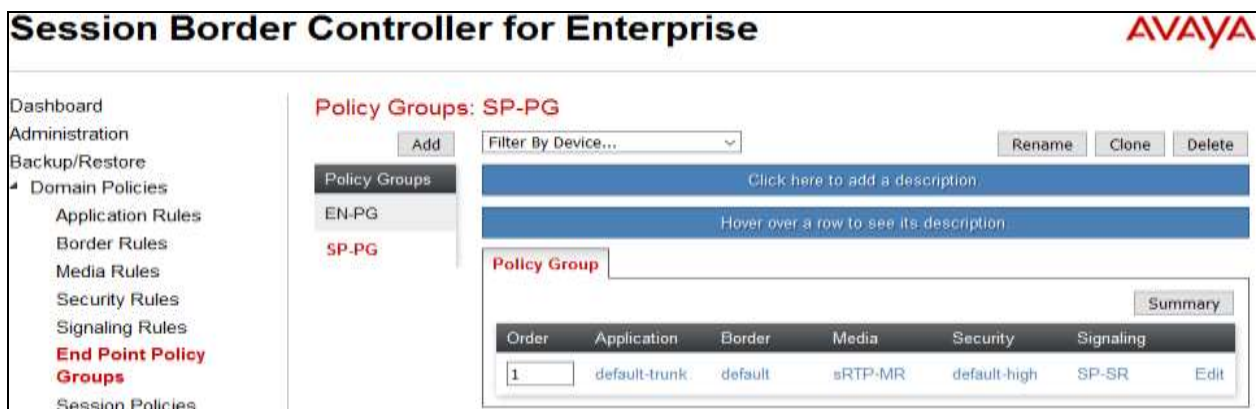 Session Border Controller for Enterprise
AVAYA
Dashboard
Administration
Backup/Restore
Domain Policies
Application Rules
Border Rules
Media Rules
Security Rules
Signaling Rules
End Point Policy
Groups
Session Policies
Policy Groups: SP-PG
Add
Filter By Device...
Rename Clone Delete
Policy Groups
EN-PG
SP-PG
Click here to add a description.
Hover over a row to see its description.
Policy Group
Summary
Order Application Border Media Security Signaling
1 default-trunk default sRTP-MR default-high SP-SR Edit